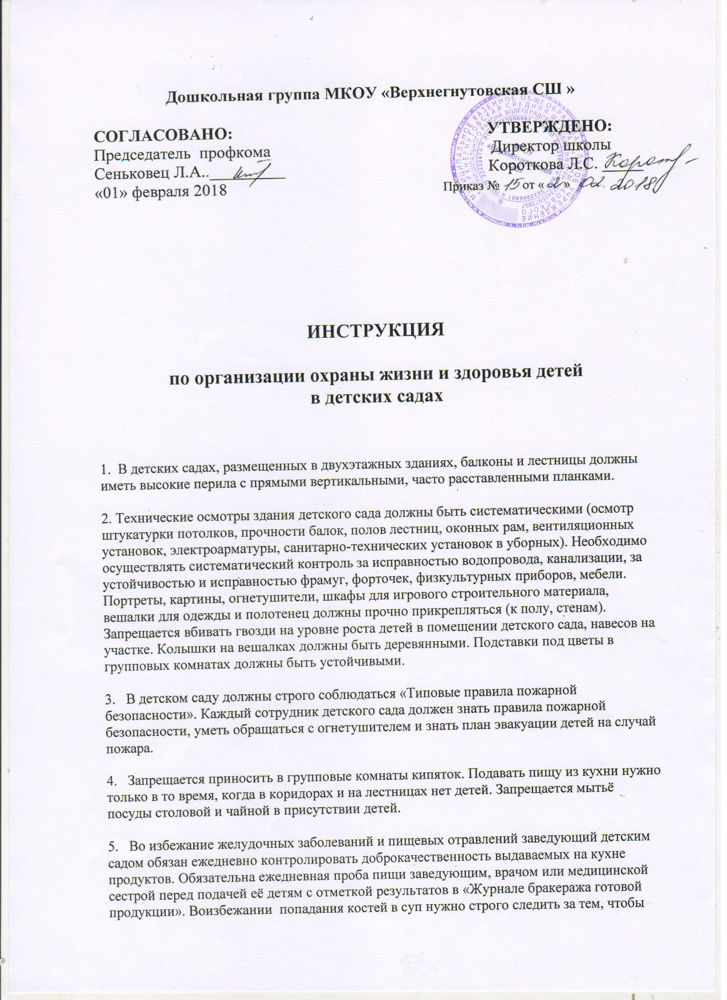 Дошкольная группа МКОУ «Верхнегнутовская СШ »
СОГЛАСОВАНО:
Председатель  профкома
Сеньковец Л.А..__________
«01» февраля 2018
УТВЕРЖДЕНО:
Директор школы
Короткова Л.С. _____
Приказ № 15 от « 2 » 02. 2018
ИНСТРУКЦИЯ
по организации охраны жизни и здоровья детей
в детских садах
1.  В детских садах, размещенных в двухэтажных зданиях, балконы и лестницы должны
иметь высокие перила с прямыми вертикальными, часто расставленными планками.
2. Технические осмотры здания детского сада должны быть систематическими (осмотр
штукатурки потолков, прочности балок, полов лестниц, оконных рам, вентиляционных
установок, электроарматуры, санитарно-технических установок в уборных). Необходимо
осуществлять систематический контроль за исправностью водопровода, канализации, за
устойчивостью и исправностью фрамуг, форточек, физкультурных приборов, мебели.
Портреты, картины, огнетушители, шкафы для игрового строительного материала,
вешалки для одежды и полотенец должны прочно прикрепляться (к полу, стенам).
Запрещается вбивать гвозди на уровне роста детей в помещении детского сада, навесов на
участке. Колышки на вешалках должны быть деревянными. Подставки под цветы в
групповых комнатах должны быть устойчивыми.
3.   В детском саду должны строго соблюдаться «Типовые правила пожарной
безопасности». Каждый сотрудник детского сада должен знать правила пожарной
безопасности, уметь обращаться с огнетушителем и знать план эвакуации детей на случай
пожара.
4.   Запрещается приносить в групповые комнаты кипяток. Подавать пищу из кухни нужно
только в то время, когда в коридорах и на лестницах нет детей. Запрещается мытьё
посуды столовой и чайной в присутствии детей.
5.   Во избежание желудочных заболеваний и пищевых отравлений заведующий детским
садом обязан ежедневно контролировать доброкачественность выдаваемых на кухне
продуктов. Обязательна ежедневная проба пищи заведующим, врачом или медицинской
сестрой перед подачей её детям с отметкой результатов в «Журнале бракеража готовой
продукции». Воизбежании  попадания костей в суп нужно строго следить за тем, чтобы